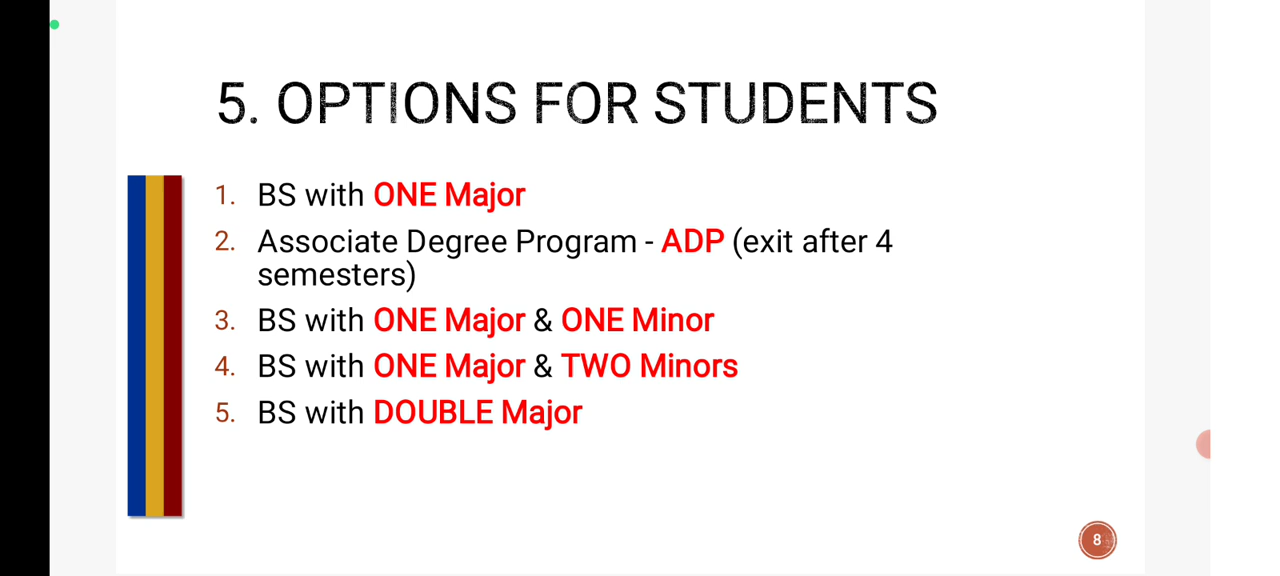 5. OPTIONS FOR STUDENTS
1. BS with ONE Major
2. Associate Degree Program - ADP (exit after 4
semesters)
3. BS with ONE Major & ONE Minor
4. BS with ONE Major & TWO Minors
5. BS with DOUBLE Major
8